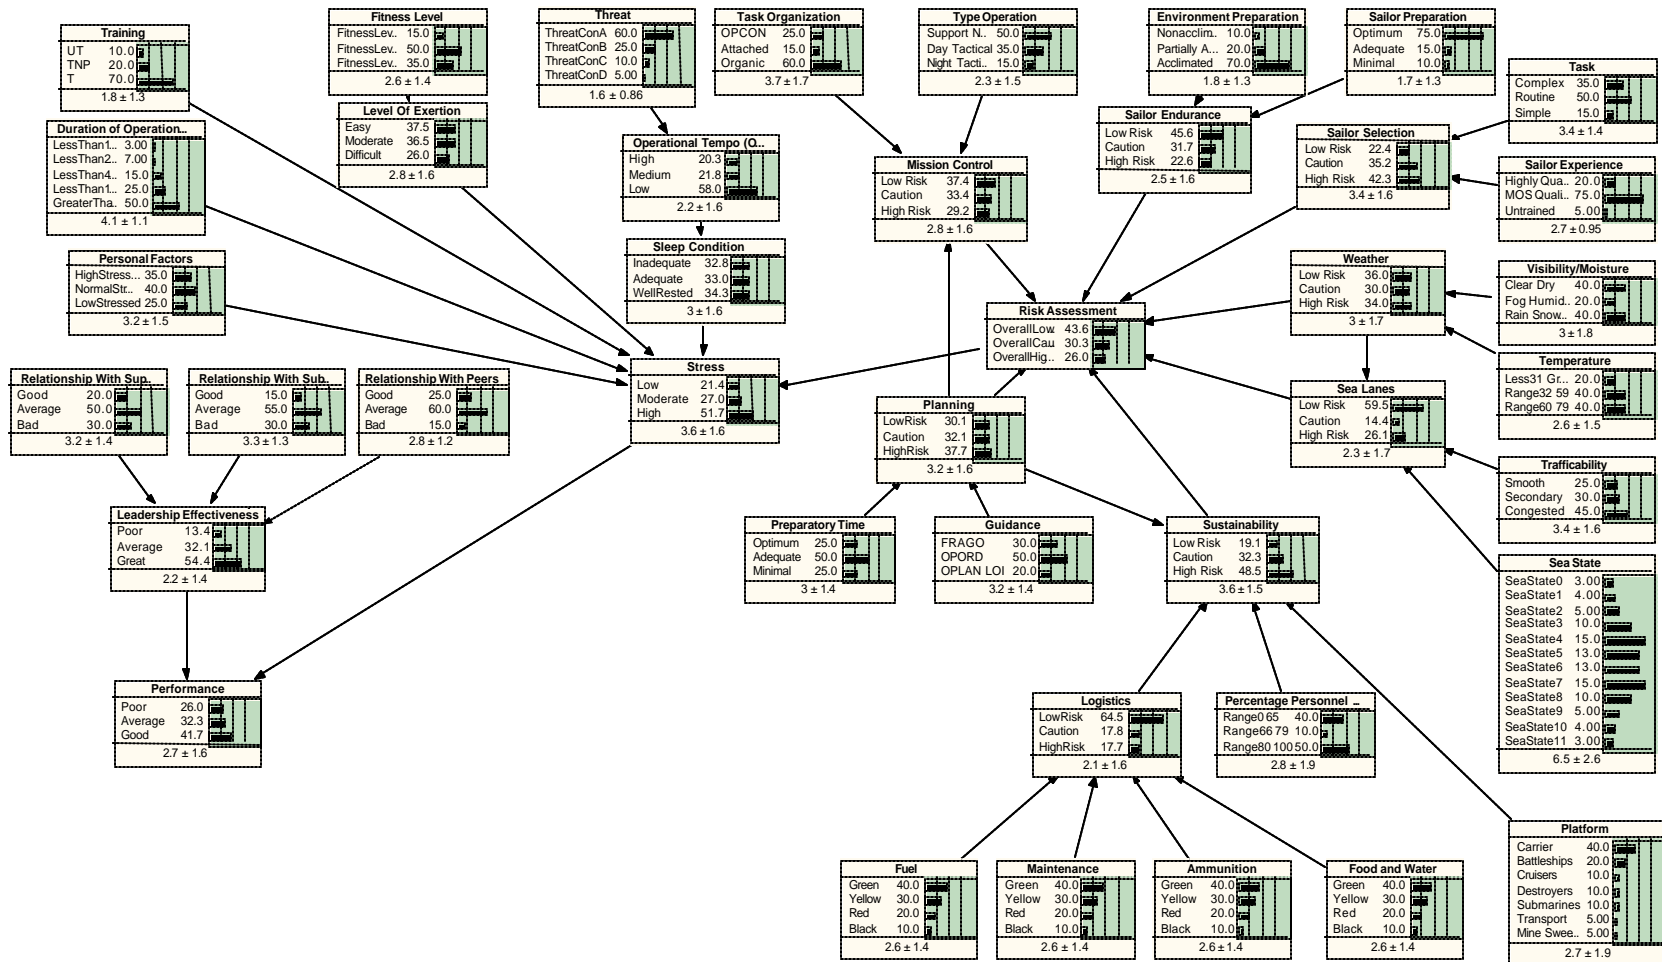 Training
UT 10.0
TNP 20.0
T 70.0
1.8 ± 1.3
Fitness Level
FitnessLev.. 15.0
FitnessLev.. 50.0
FitnessLev.. 35.0
2.6 ± 1.4
Threat
ThreatConA 60.0
ThreatConB 25.0
ThreatConC 10.0
ThreatConD 5.00
1.6 ± 0.86
Task Organization
OPCON 25.0
Attached 15.0
Organic 60.0
3.7 ± 1.7
Type Operation
Support N.. 50.0
Day Tactical 35.0
Night Tacti.. 15.0
2.3 ± 1.5
Environment Preparation
Nonacclim.. 10.0
Partially A... 20.0
Acclimated 70.0
1.8 ± 1.3
Sailor Preparation
Optimum 75.0
Adequate 15.0
Minimal 10.0
1.7 ± 1.3
Task
Complex 35.0
Routine 50.0
Simple 15.0
3.4 ± 1.4
Duration of Operation...
LessThan1.. 3.00
LessThan2.. 7.00
LessThan4.. 15.0
LessThan1.. 25.0
GreaterTha.. 50.0
4.1 ± 1.1
Level Of Exertion
Easy 37.5
Moderate 36.5
Difficult 26.0
2.8 ± 1.6
Operational Tempo (O...
High 20.3
Medium 21.8
Low 58.0
2.2 ± 1.6
Mission Control
Low Risk 37.4
Caution 33.4
High Risk 29.2
2.8 ± 1.6
Sailor Endurance
Low Risk 45.6
Caution 31.7
High Risk 22.6
2.5 ± 1.6
Sailor Selection
Low Risk 22.4
Caution 35.2
High Risk 42.3
3.4 ± 1.6
Sailor Experience
Highly Qua.. 20.0
MOS Quali.. 75.0
Untrained 5.00
2.7 ± 0.95
Personal Factors
HighStress... 35.0
NormalStr.. 40.0
LowStressed 25.0
3.2 ± 1.5
Sleep Condition
Inadequate 32.8
Adequate 33.0
WellRested 34.3
3 ± 1.6
Risk Assessment
OverallLow 43.6
OverallCau 30.3
OverallHig.. 26.0
Weather
Low Risk 36.0
Caution 30.0
High Risk 34.0
3 ± 1.7
Visibility/Moisture
Clear Dry 40.0
Fog Humid.. 20.0
Rain Snow.. 40.0
3 ± 1.8
Relationship With Sup..
Good 20.0
Average 50.0
Bad 30.0
3.2 ± 1.4
Relationship With Sub..
Good 15.0
Average 55.0
Bad 30.0
3.3 ± 1.3
Relationship With Peers
Good 25.0
Average 60.0
Bad 15.0
2.8 ± 1.2
Stress
Low 21.4
Moderate 27.0
High 51.7
3.6 ± 1.6
Planning
LowRisk 30.1
Caution 32.1
HighRisk 37.7
3.2 ± 1.6
Sea Lanes
Low Risk 59.5
Caution 14.4
High Risk 26.1
2.3 ± 1.7
Temperature
Less31 Gr... 20.0
Range32 59 40.0
Range60 79 40.0
2.6 ± 1.5
Trafficability
Smooth 25.0
Secondary 30.0
Congested 45.0
3.4 ± 1.6
Leadership Effectiveness
Poor 13.4
Average 32.1
Great 54.4
2.2 ± 1.4
Preparatory Time
Optimum 25.0
Adequate 50.0
Minimal 25.0
3 ± 1.4
Guidance
FRAGO 30.0
OPORD 50.0
OPLAN LOI 20.0
3.2 ± 1.4
Sustainability
Low Risk 19.1
Caution 32.3
High Risk 48.5
3.6 ± 1.5
Sea State
SeaState0 3.00
SeaState1 4.00
SeaState2 5.00
SeaState3 10.0
SeaState4 15.0
SeaState5 13.0
SeaState6 13.0
SeaState7 15.0
SeaState8 10.0
SeaState9 5.00
SeaState10 4.00
SeaState11 3.00
6.5 ± 2.6
Performance
Poor 26.0
Average 32.3
Good 41.7
2.7 ± 1.6
Logistics
LowRisk 64.5
Caution 17.8
HighRisk 17.7
2.1 ± 1.6
Percentage Personnel ...
Range0 65 40.0
Range66 79 10.0
Range80 100 50.0
2.8 ± 1.9
Platform
Carrier 40.0
Battleships 20.0
Cruisers 10.0
Destroyers 10.0
Submarines 10.0
Transport 5.00
Mine Swee.. 5.00
2.7 ± 1.9
Fuel
Green 40.0
Yellow 30.0
Red 20.0
Black 10.0
2.6 ± 1.4
Maintenance
Green 40.0
Yellow 30.0
Red 20.0
Black 10.0
2.6 ± 1.4
Ammunition
Green 40.0
Yellow 30.0
Red 20.0
Black 10.0
2.6 ± 1.4
Food and Water
Green 40.0
Yellow 30.0
Red 20.0
Black 10.0
2.6 ± 1.4